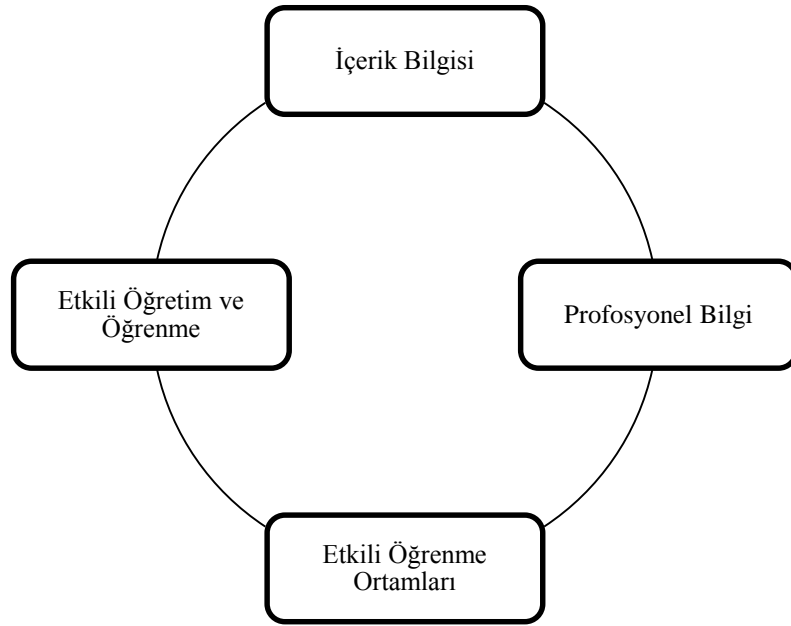 İçerik Bilgisi
Etkili Öğretim ve
Öğrenme
Profosyonel Bilgi
Etkili Öğrenme
Ortamları